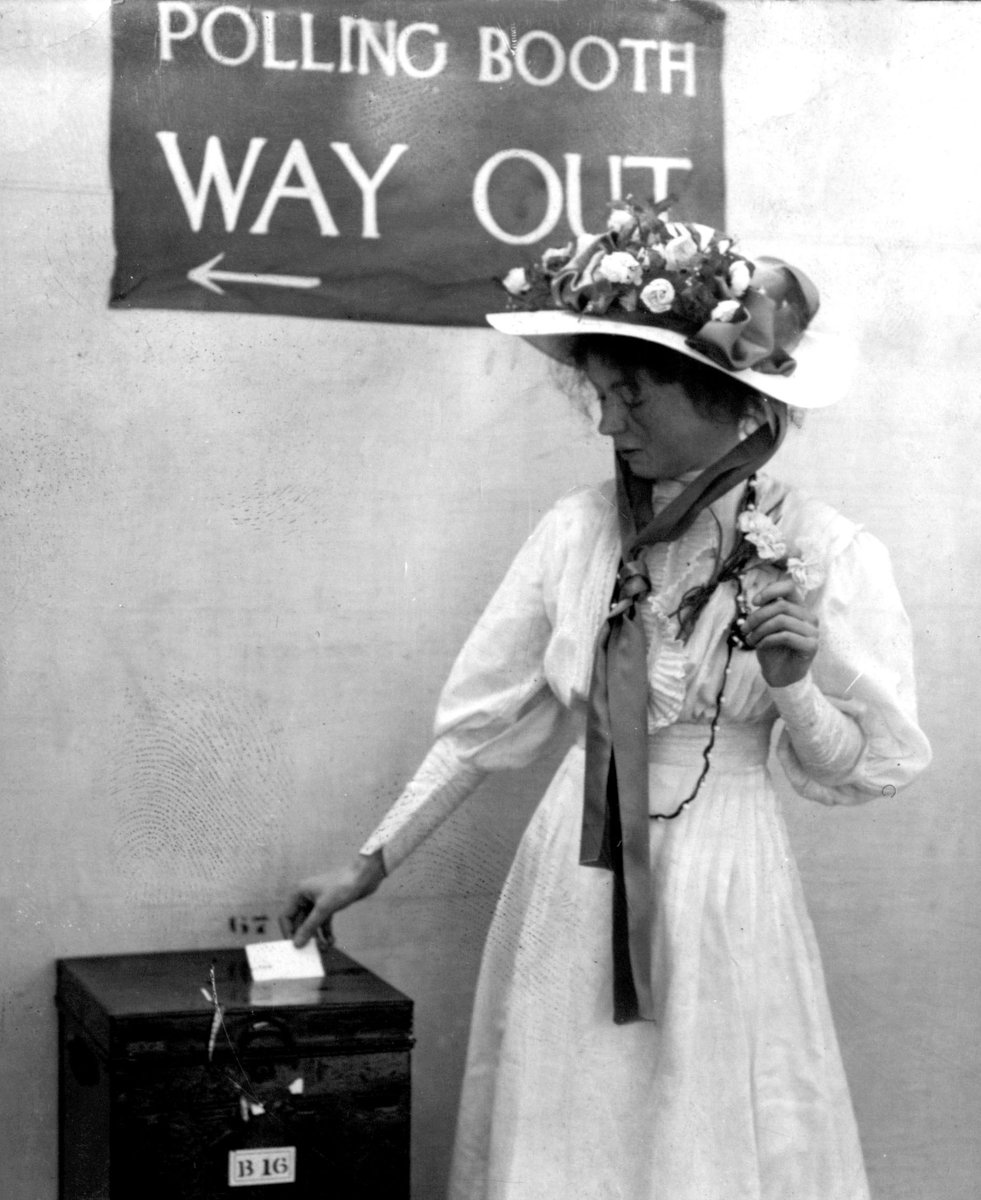 POLLING BOOTH
WAY OUT
67
B 16